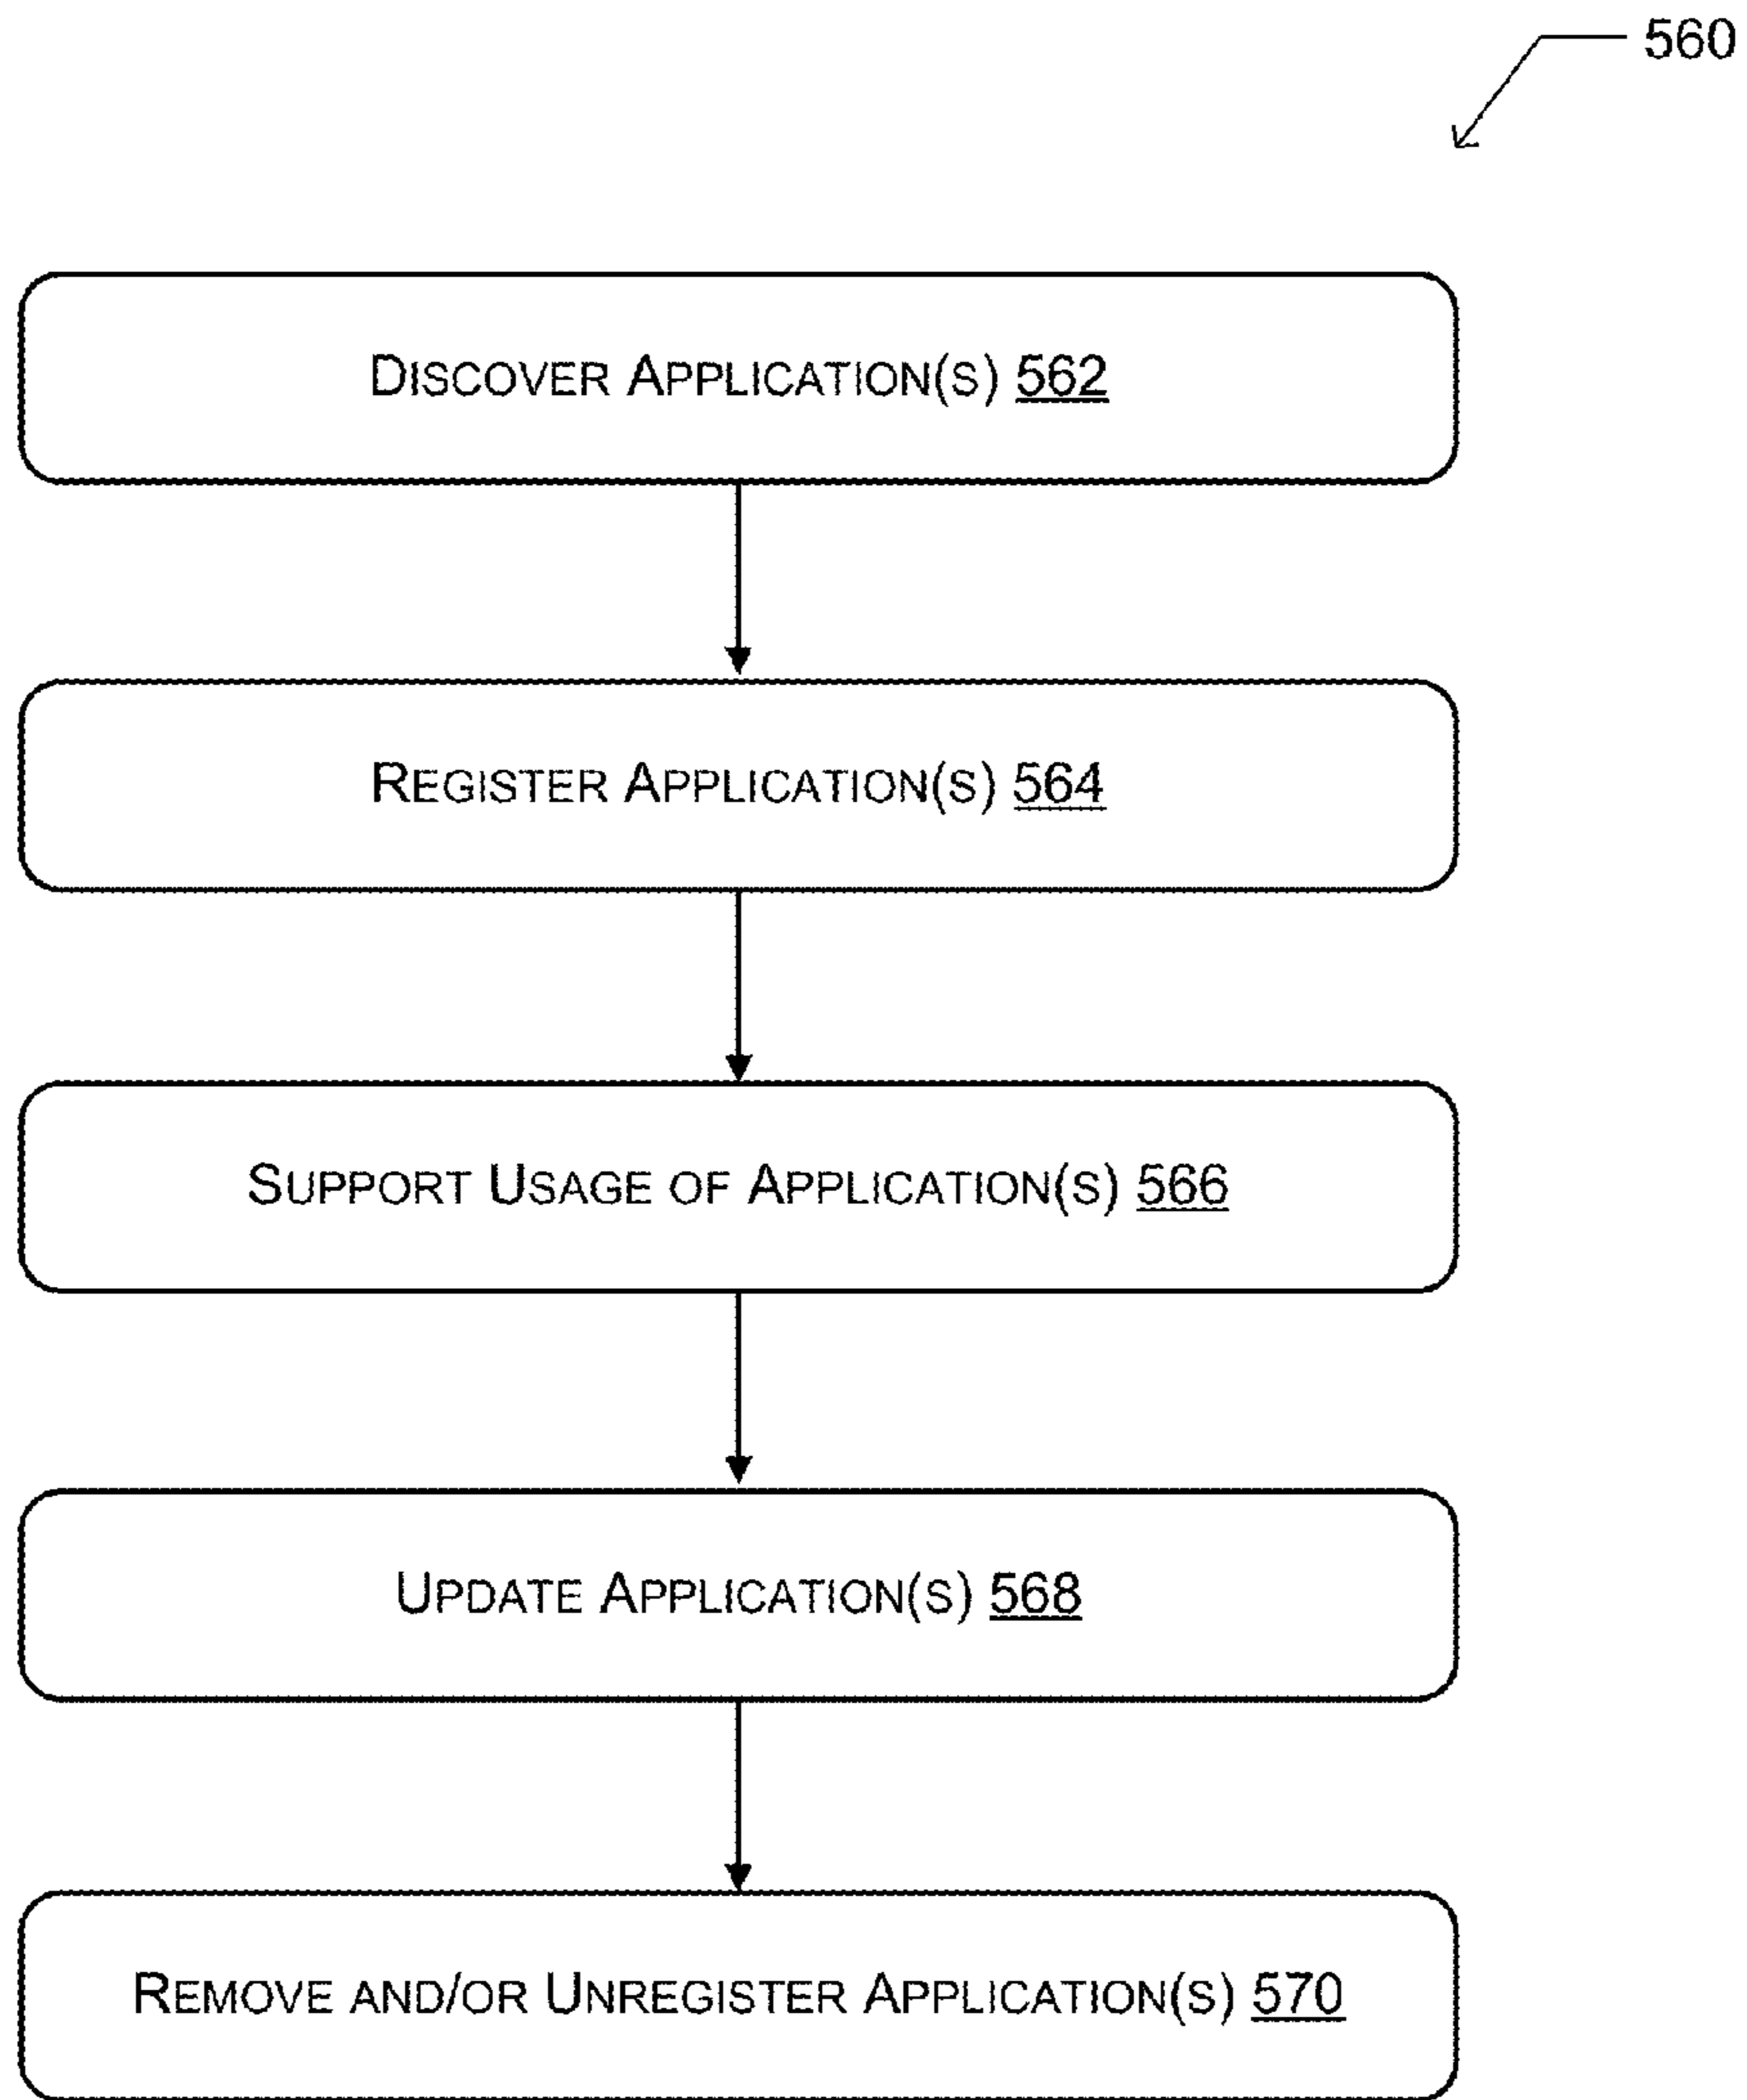 560
DISCOVER APPLICATION(S) 562
REGISTER APPLICATION(S) 564
SUPPORT USAGE OF APPLICATION(S) 566
UPDATE APPLICATION(S) 568
REMOVE AND/OR UNREGISTER APPLICATION(S) 570